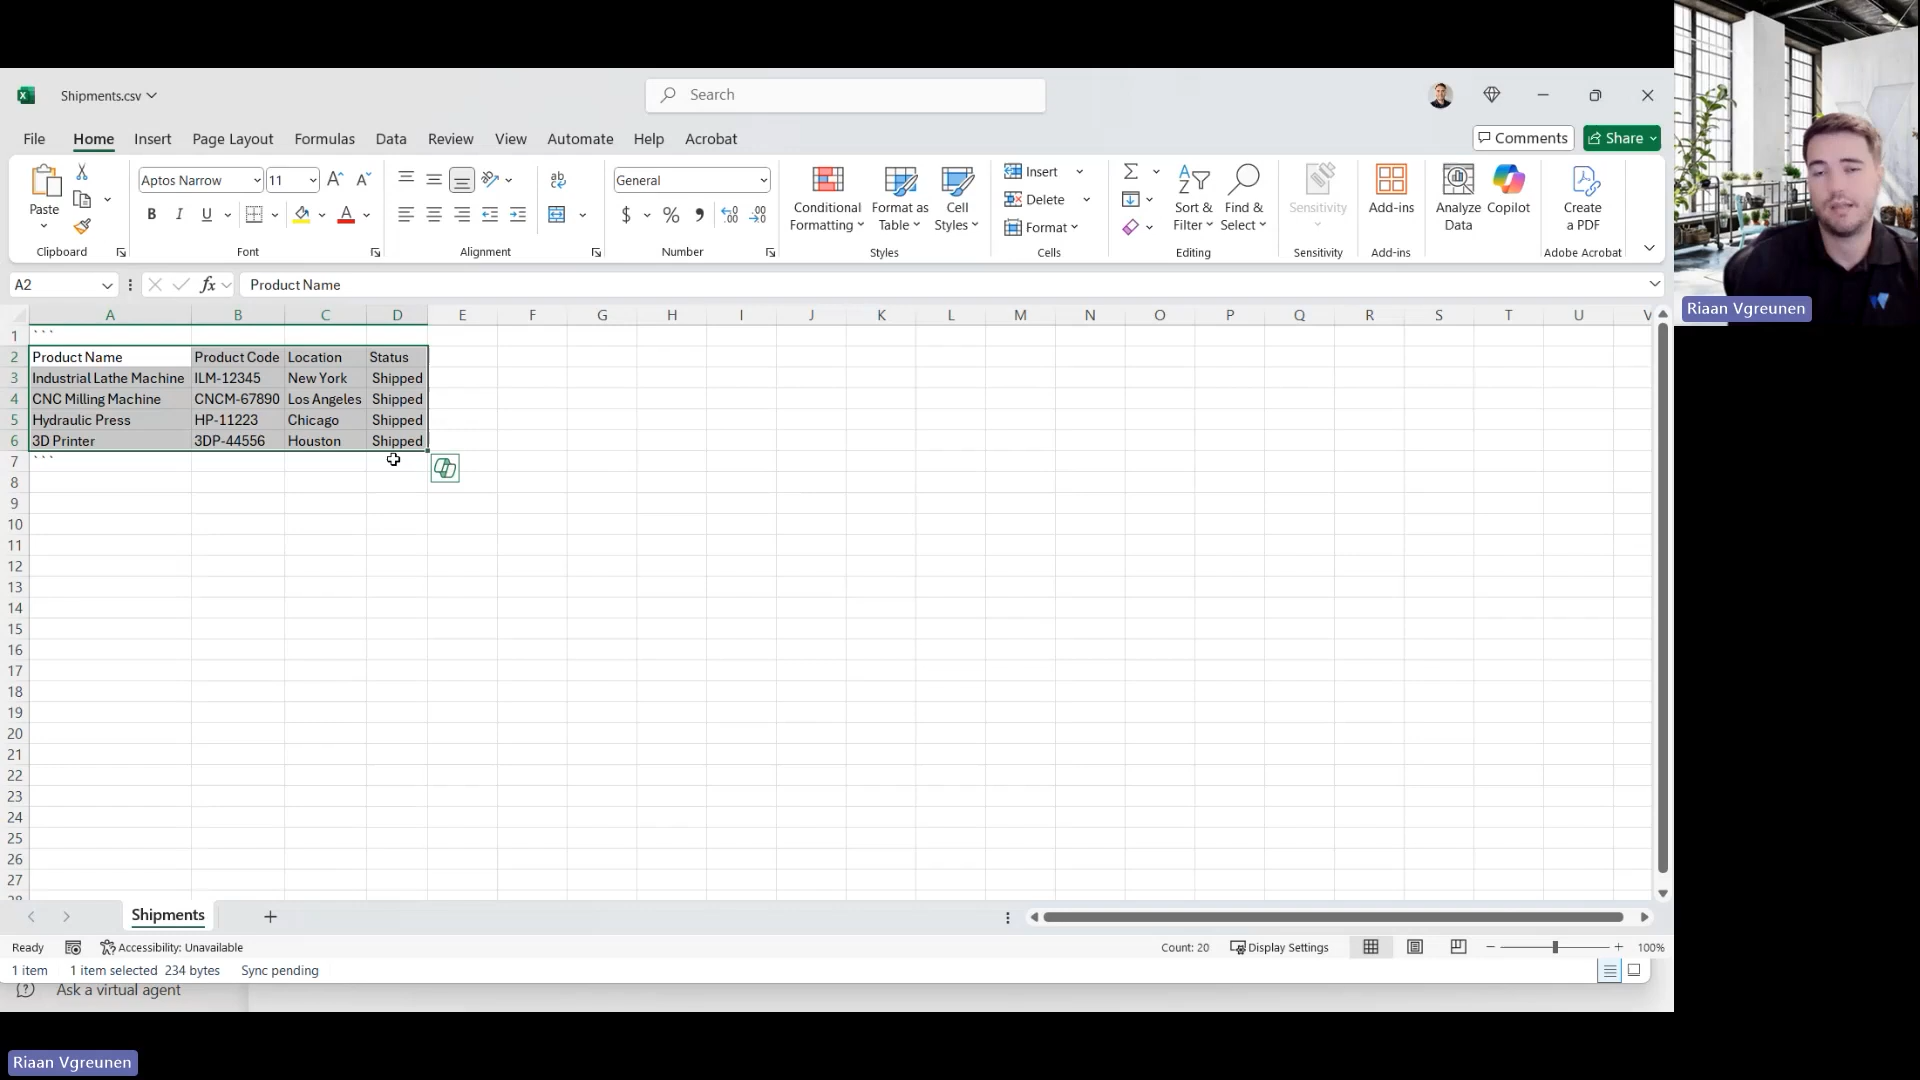 Shipments.csv
Search
File Home Insert Page Layout Formulas Data Review View Automate Help Acrobat
Comments Share
Paste
Clipboard
Aptos Narrow 11
B I U
Font
ab
Alignment
General
$ % 9
Number
Conditional Formatting
Format as Table
Cell Styles
Styles
Insert
Delete
Format
Cells
Sort & Filter
Find & Select
Editing
Sensitivity
Sensitivity
Add-ins
Add-ins
Analyze Data
Copilot
Create a PDF
Adobe Acrobat
A2 fx Product Name
A B C D E F G H I J K L M N O P Q R S T U V
1 ```
2 Product Name Product Code Location Status
3 Industrial Lathe Machine ILM-12345 New York Shipped
4 CNC Milling Machine CNCM-67890 Los Angeles Shipped
5 Hydraulic Press HP-11223 Chicago Shipped
6 3D Printer 3DP-44556 Houston Shipped
7 ```
8
9
10
11
12
13
14
15
16
17
18
19
20
21
22
23
24
25
26
27
28
Shipments
Ready Accessibility: Unavailable Count: 20 Display Settings 100%
1 item 1 item selected 234 bytes Sync pending
Ask a virtual agent
Riaan Vgreunen
Riaan Vgreunen